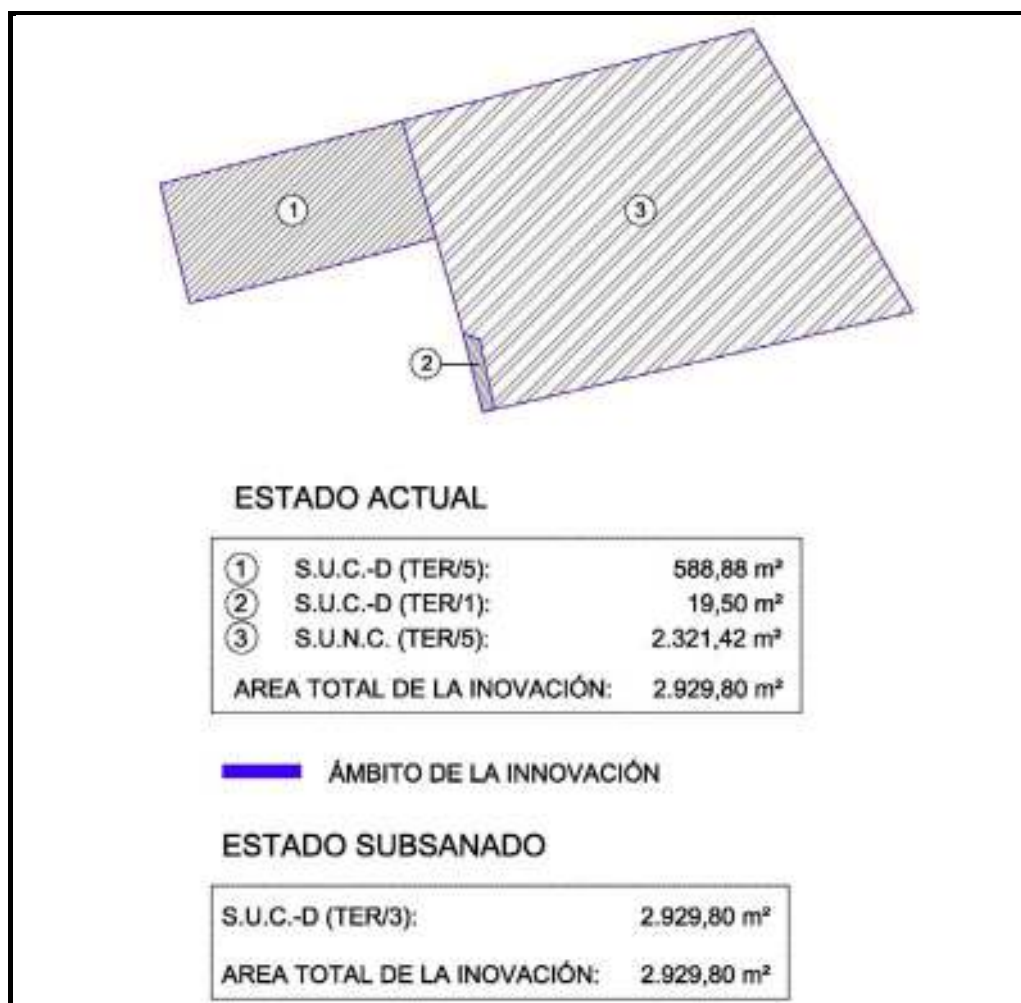 1
3
2
ESTADO ACTUAL
1 S.U.C.-D (TER/5): 588,88 m²
2 S.U.C.-D (TER/1): 19,50 m²
3 S.U.N.C. (TER/5): 2.321,42 m²
AREA TOTAL DE LA INOVACIÓN: 2.929,80 m²
ÁMBITO DE LA INNOVACIÓN
ESTADO SUBSANADO
S.U.C.-D (TER/3): 2.929,80 m²
AREA TOTAL DE LA INOVACIÓN: 2.929,80 m²